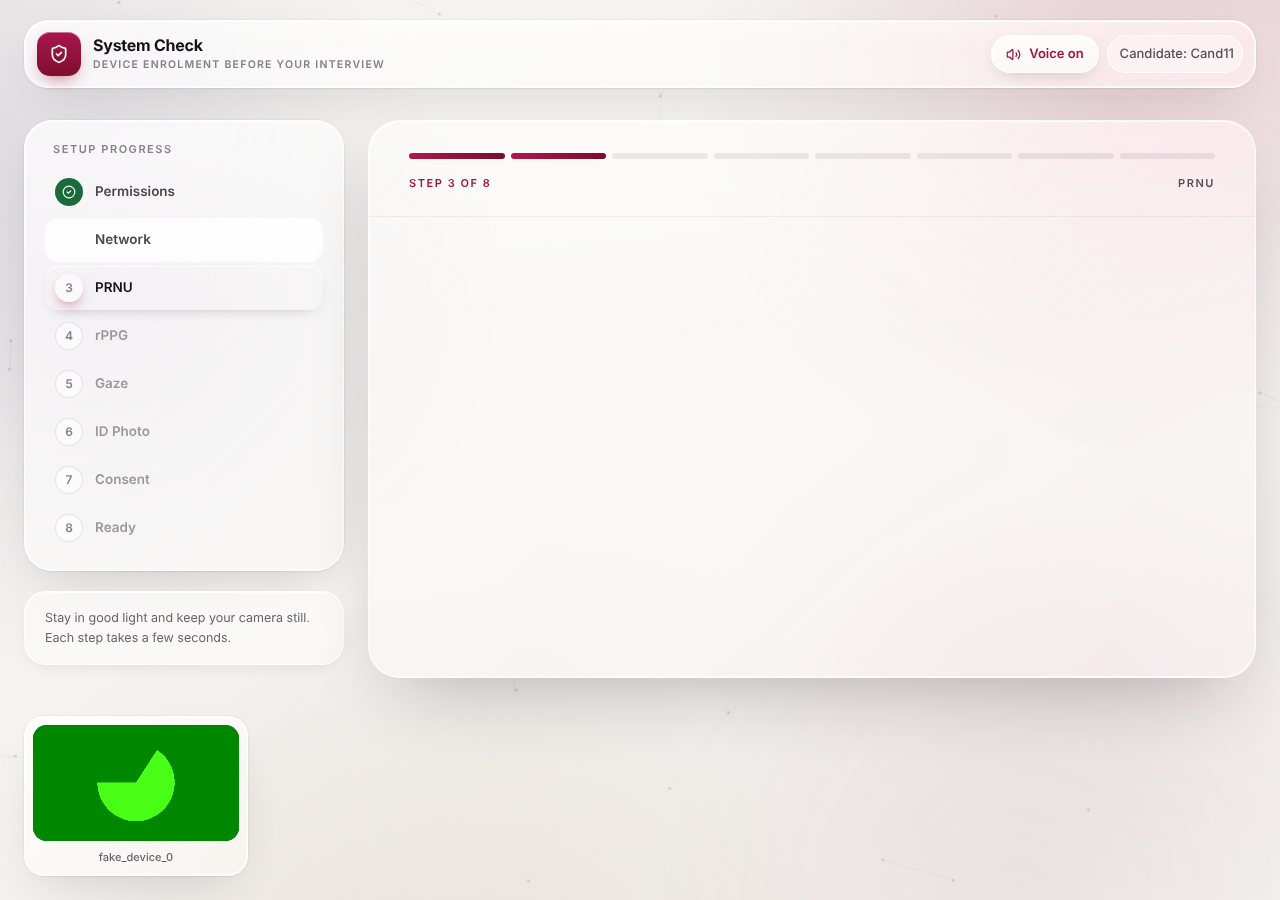 System Check
DEVICE ENROLMENT BEFORE YOUR INTERVIEW
Voice on
Candidate: Cand11
SETUP PROGRESS
Permissions
Network
3 PRNU
4 rPPG
5 Gaze
6 ID Photo
7 Consent
8 Ready
Stay in good light and keep your camera still.
Each step takes a few seconds.
fake_device_0
STEP 3 OF 8
PRNU